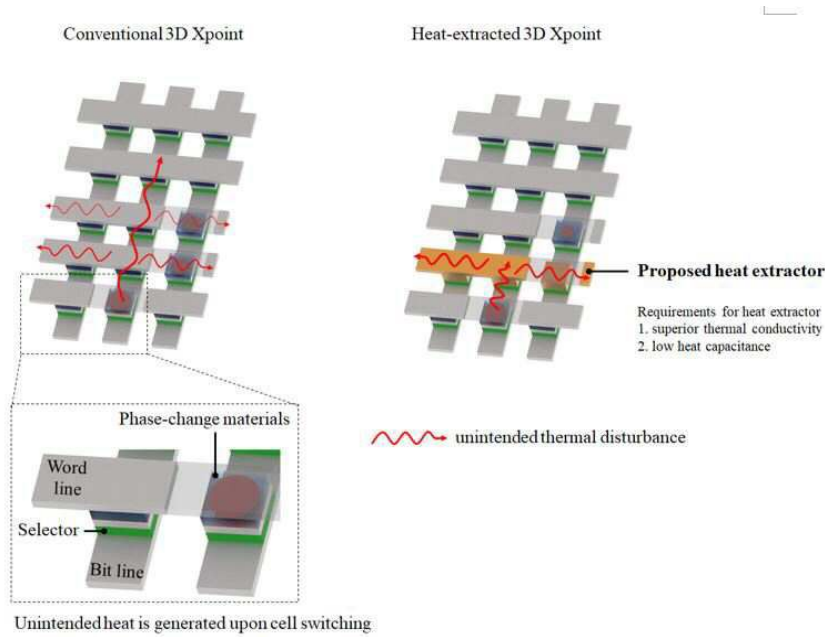 Conventional 3D Xpoint
Heat-extracted 3D Xpoint
Proposed heat extractor
Requirements for heat extractor
1. superior thermal conductivity
2. low heat capacitance
Phase-change materials
Word
line
Selector
Bit line
unintended thermal disturbance
Unintended heat is generated upon cell switching